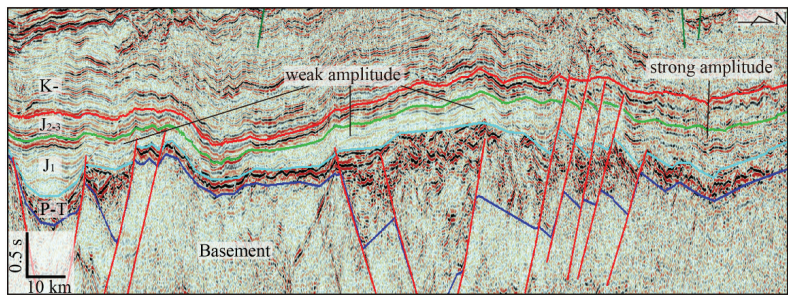 N
weak amplitude
strong amplitude
K-
J2-3
J1
P-T
Basement
0.5 s
10 km